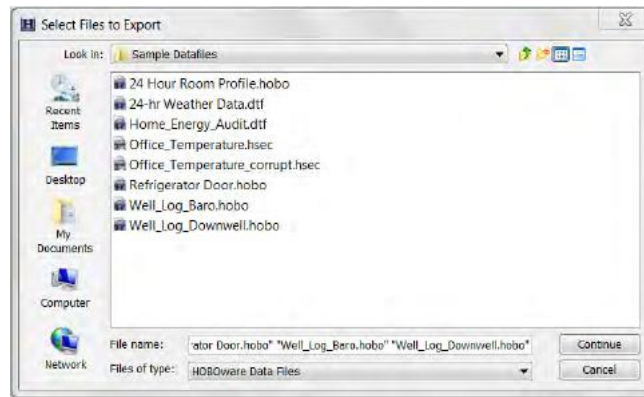 Select Files to Export
Look in: Sample Datafiles
Recent Items
Desktop
My Documents
Computer
Network
24 Hour Room Profile.hobo
24-hr Weather Data.dtf
Home_Energy_Audit.dtf
Office_Temperature.hsec
Office_Temperature_corrupt.hsec
Refrigerator Door.hobo
Well_Log_Baro.hobo
Well_Log_Downwell.hobo
File name: ator Door.hobo" "Well_Log_Baro.hobo" "Well_Log_Downwell.hobo" Continue
Files of type: HOBOware Data Files Cancel